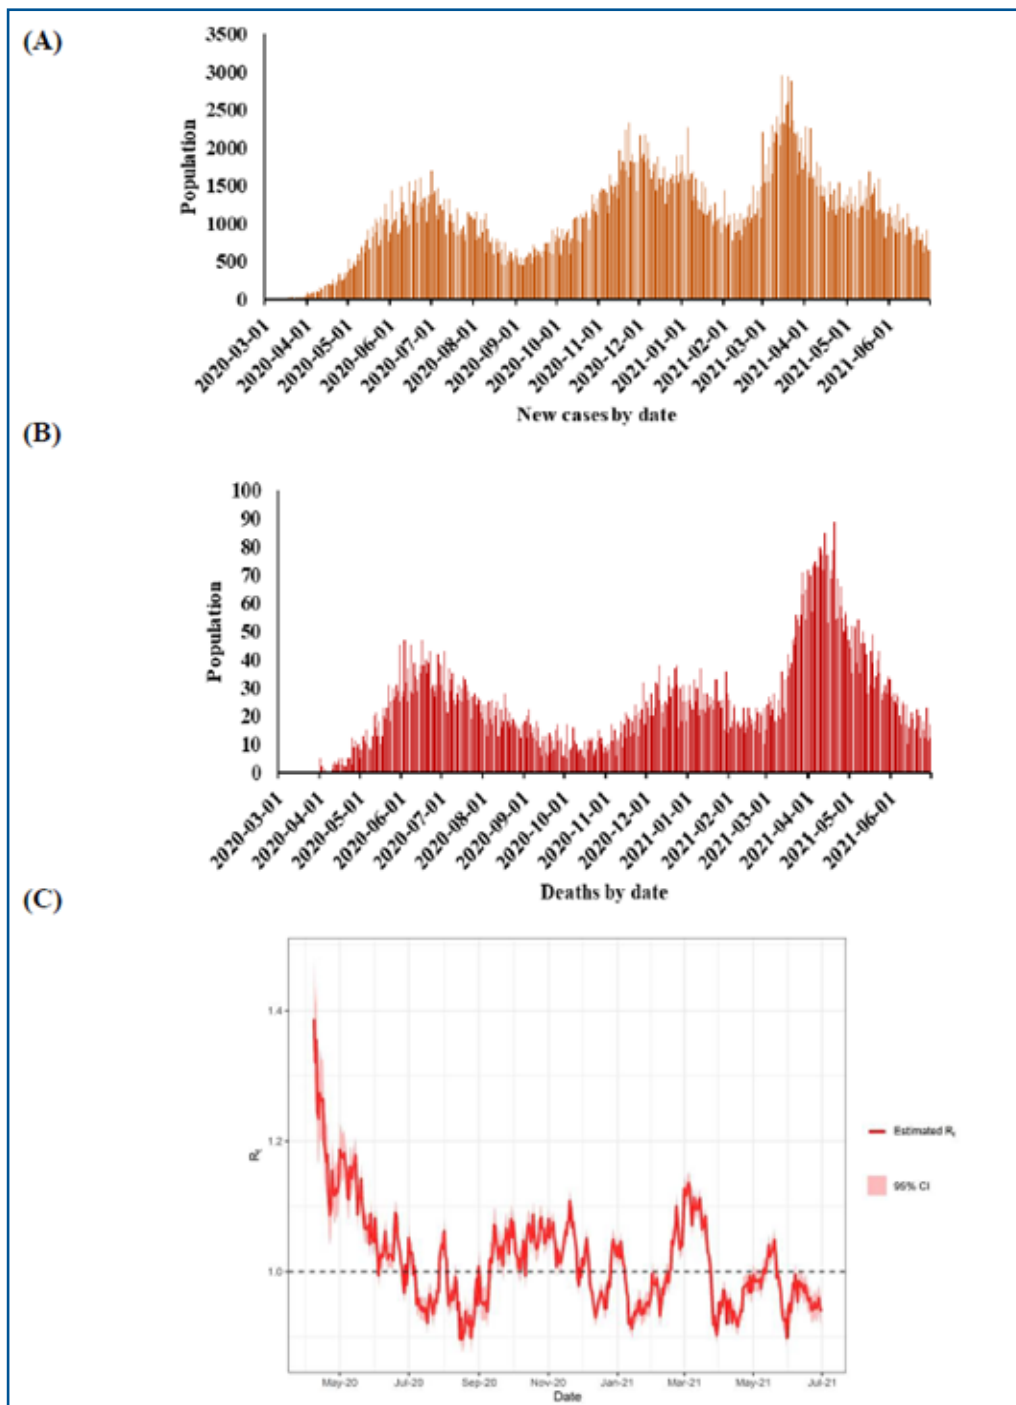 (A)
3500
3000
2500
2000
1500
1000
500
0
Population
2020-03-01
2020-04-01
2020-05-01
2020-06-01
2020-07-01
2020-08-01
2020-09-01
2020-10-01
2020-11-01
2020-12-01
2021-01-01
2021-02-01
2021-03-01
2021-04-01
2021-05-01
2021-06-01
New cases by date
(B)
100
90
80
70
60
50
40
30
20
10
0
Population
2020-03-01
2020-04-01
2020-05-01
2020-06-01
2020-07-01
2020-08-01
2020-09-01
2020-10-01
2020-11-01
2020-12-01
2021-01-01
2021-02-01
2021-03-01
2021-04-01
2021-05-01
2021-06-01
Deaths by date
(C)
1.4
1.2
1.0
Rt
May-20
Jul-20
Sep-20
Nov-20
Jan-21
Mar-21
May-21
Jul-21
Date
Estimated Rt
95% CI